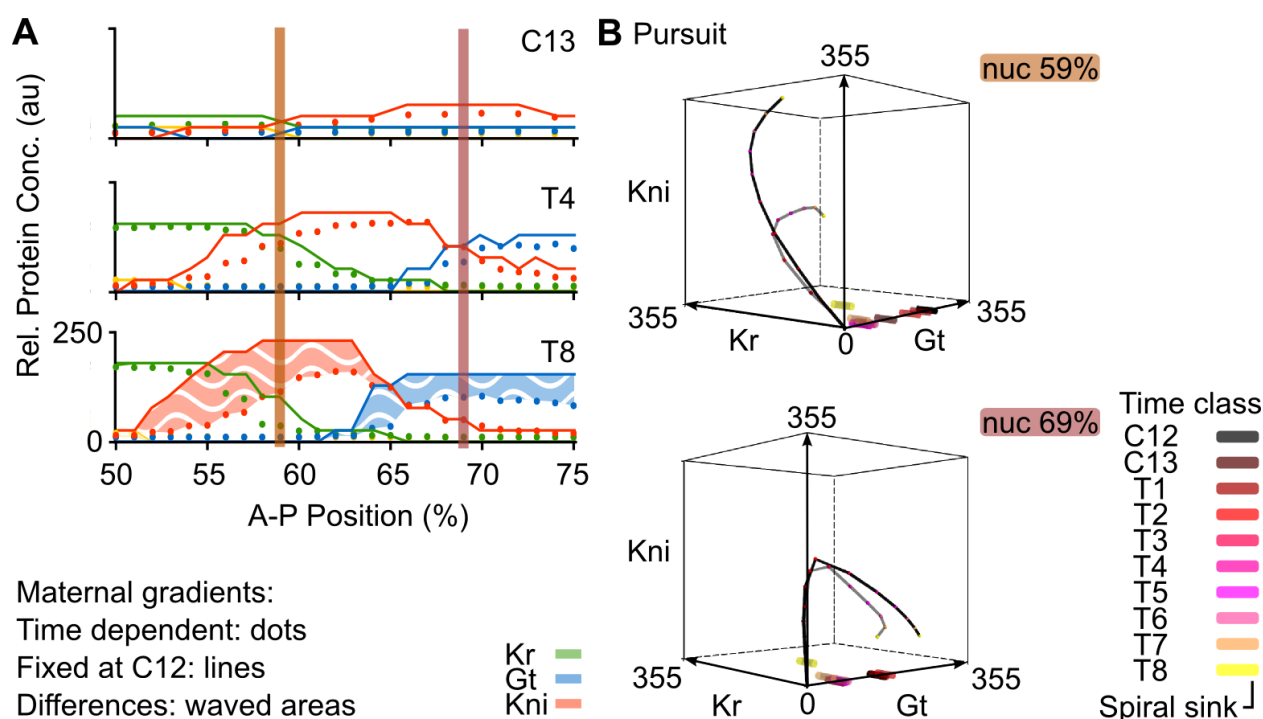 A
C13
T4
T8
Rel. Protein Conc. (au)
250
0
50 55 60 65 70 75
A-P Position (%)
Maternal gradients:
Time dependent: dots
Fixed at C12: lines
Differences: waved areas
Kr
Gt
Kni
B Pursuit
nuc 59%
355
Kni
355
Kr
0
Gt
355
nuc 69%
355
Kni
355
Kr
0
Gt
355
Time class
C12
C13
T1
T2
T3
T4
T5
T6
T7
T8
Spiral sink